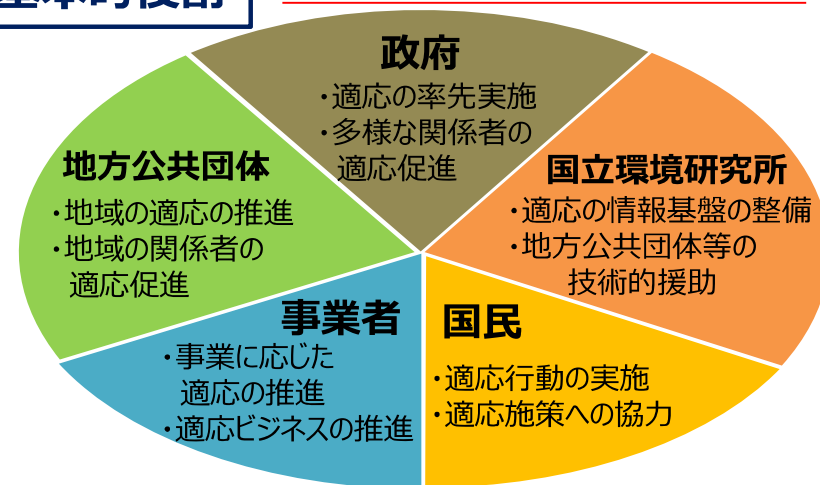 基本的役割
政府
・適応の率先実施
・多様な関係者の
適応促進
国立環境研究所
・適応の情報基盤の整備
・地方公共団体等の
技術的援助
国民
・適応行動の実施
・適応施策への協力
事業者
・事業に応じた
適応の推進
・適応ビジネスの推進
地方公共団体
・地域の適応の推進
・地域の関係者の
適応促進